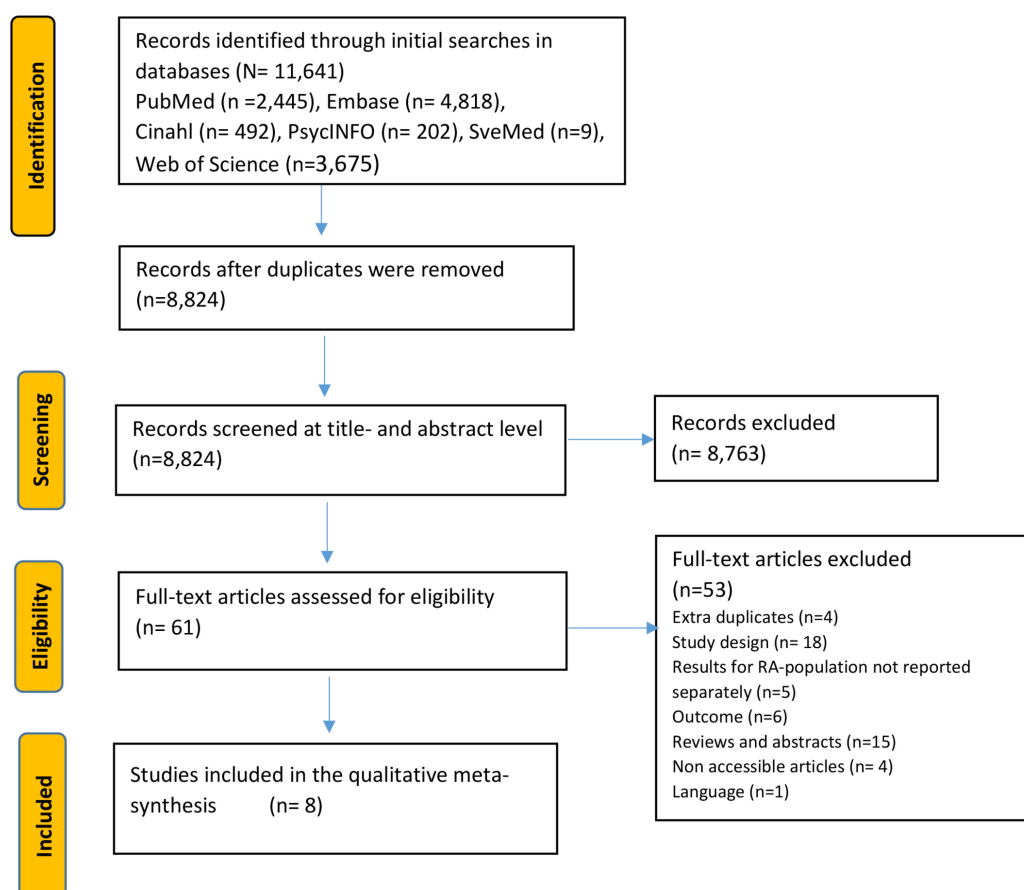 Identification
Records identified through initial searches in
databases (N= 11,641)
PubMed (n =2,445), Embase (n= 4,818),
Cinahl (n= 492), PsycINFO (n= 202), SveMed (n=9),
Web of Science (n=3,675)
Records after duplicates were removed
(n=8,824)
Screening
Records screened at title- and abstract level
(n=8,824)
Records excluded
(n= 8,763)
Eligibility
Full-text articles assessed for eligibility
(n= 61)
Full-text articles excluded
(n=53)
Extra duplicates (n=4)
Study design (n= 18)
Results for RA-population not reported
separately (n=5)
Outcome (n=6)
Reviews and abstracts (n=15)
Non accessible articles (n= 4)
Language (n=1)
Included
Studies included in the qualitative meta-
synthesis (n= 8)